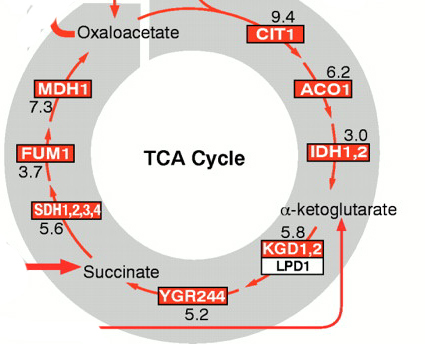 9.4
Oxaloacetate
CIT1
6.2
MDH1
ACO1
7.3
3.0
FUM1
TCA Cycle
IDH1,2
3.7
SDH1,2,3,4
α-ketoglutarate
5.6
5.8
KGD1,2
LPD1
Succinate
YGR244
5.2